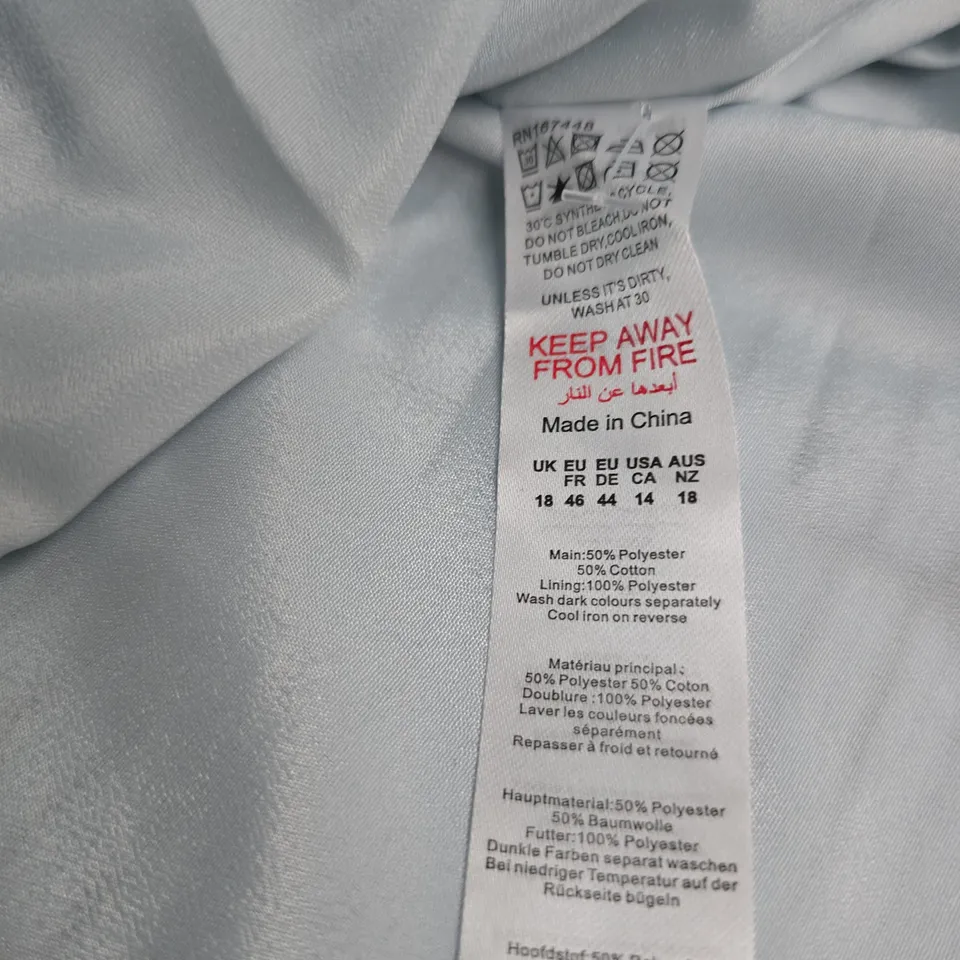 RN167448
30°C SYNTHE CYCLE,
DO NOT BLEACH,DO NOT
TUMBLE DRY,COOL IRON,
DO NOT DRY CLEAN
UNLESS IT'S DIRTY,
WASH AT 30
KEEP AWAY
FROM FIRE
أبعدها عن النار
Made in China
UK EU EU USA AUS
FR DE CA NZ
18 46 44 14 18
Main:50% Polyester
50% Cotton
Lining:100% Polyester
Wash dark colours separately
Cool iron on reverse
Matériau principal:
50% Polyester 50% Coton
Doublure :100% Polyester
Laver les couleurs foncées
séparément
Repasser à froid et retourné
Hauptmaterial:50% Polyester
50% Baumwolle
Futter:100% Polyester
Dunkle Farben separat waschen
Bei niedriger Temperatur auf der
Rückseite bügeln
Hoofdstof:50%